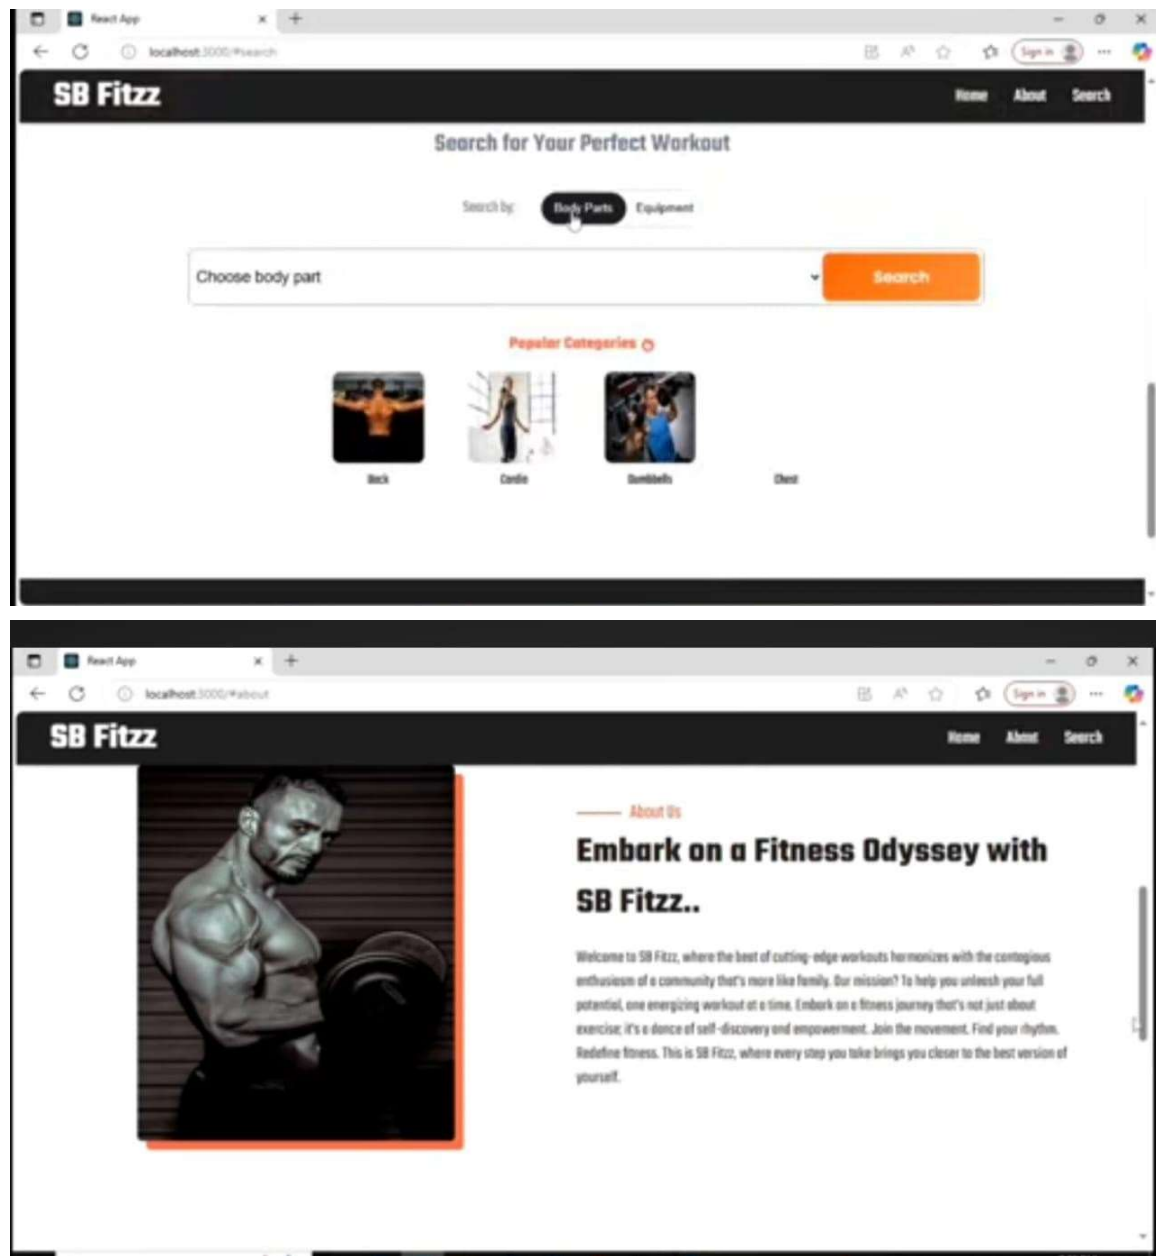 React App
localhost:3000/#search
Sign in
SB Fitzz
Home About Search
Search for Your Perfect Workout
Search by: Body Parts Equipment
Choose body part Search
Popular Categories
Back Cardio Dumbbells Chest
React App
localhost:3000/#about
Sign in
SB Fitzz
Home About Search
About Us
Embark on a Fitness Odyssey with
SB Fitzz..
Welcome to SB Fitzz, where the best of cutting-edge workouts harmonizes with the contagious
enthusiasm of a community that's more like family. Our mission? To help you unleash your full
potential, one energizing workout at a time. Embark on a fitness journey that's not just about
exercise; it's a dance of self-discovery and empowerment. Join the movement. Find your rhythm.
Redefine fitness. This is SB Fitzz, where every step you take brings you closer to the best version of
yourself.